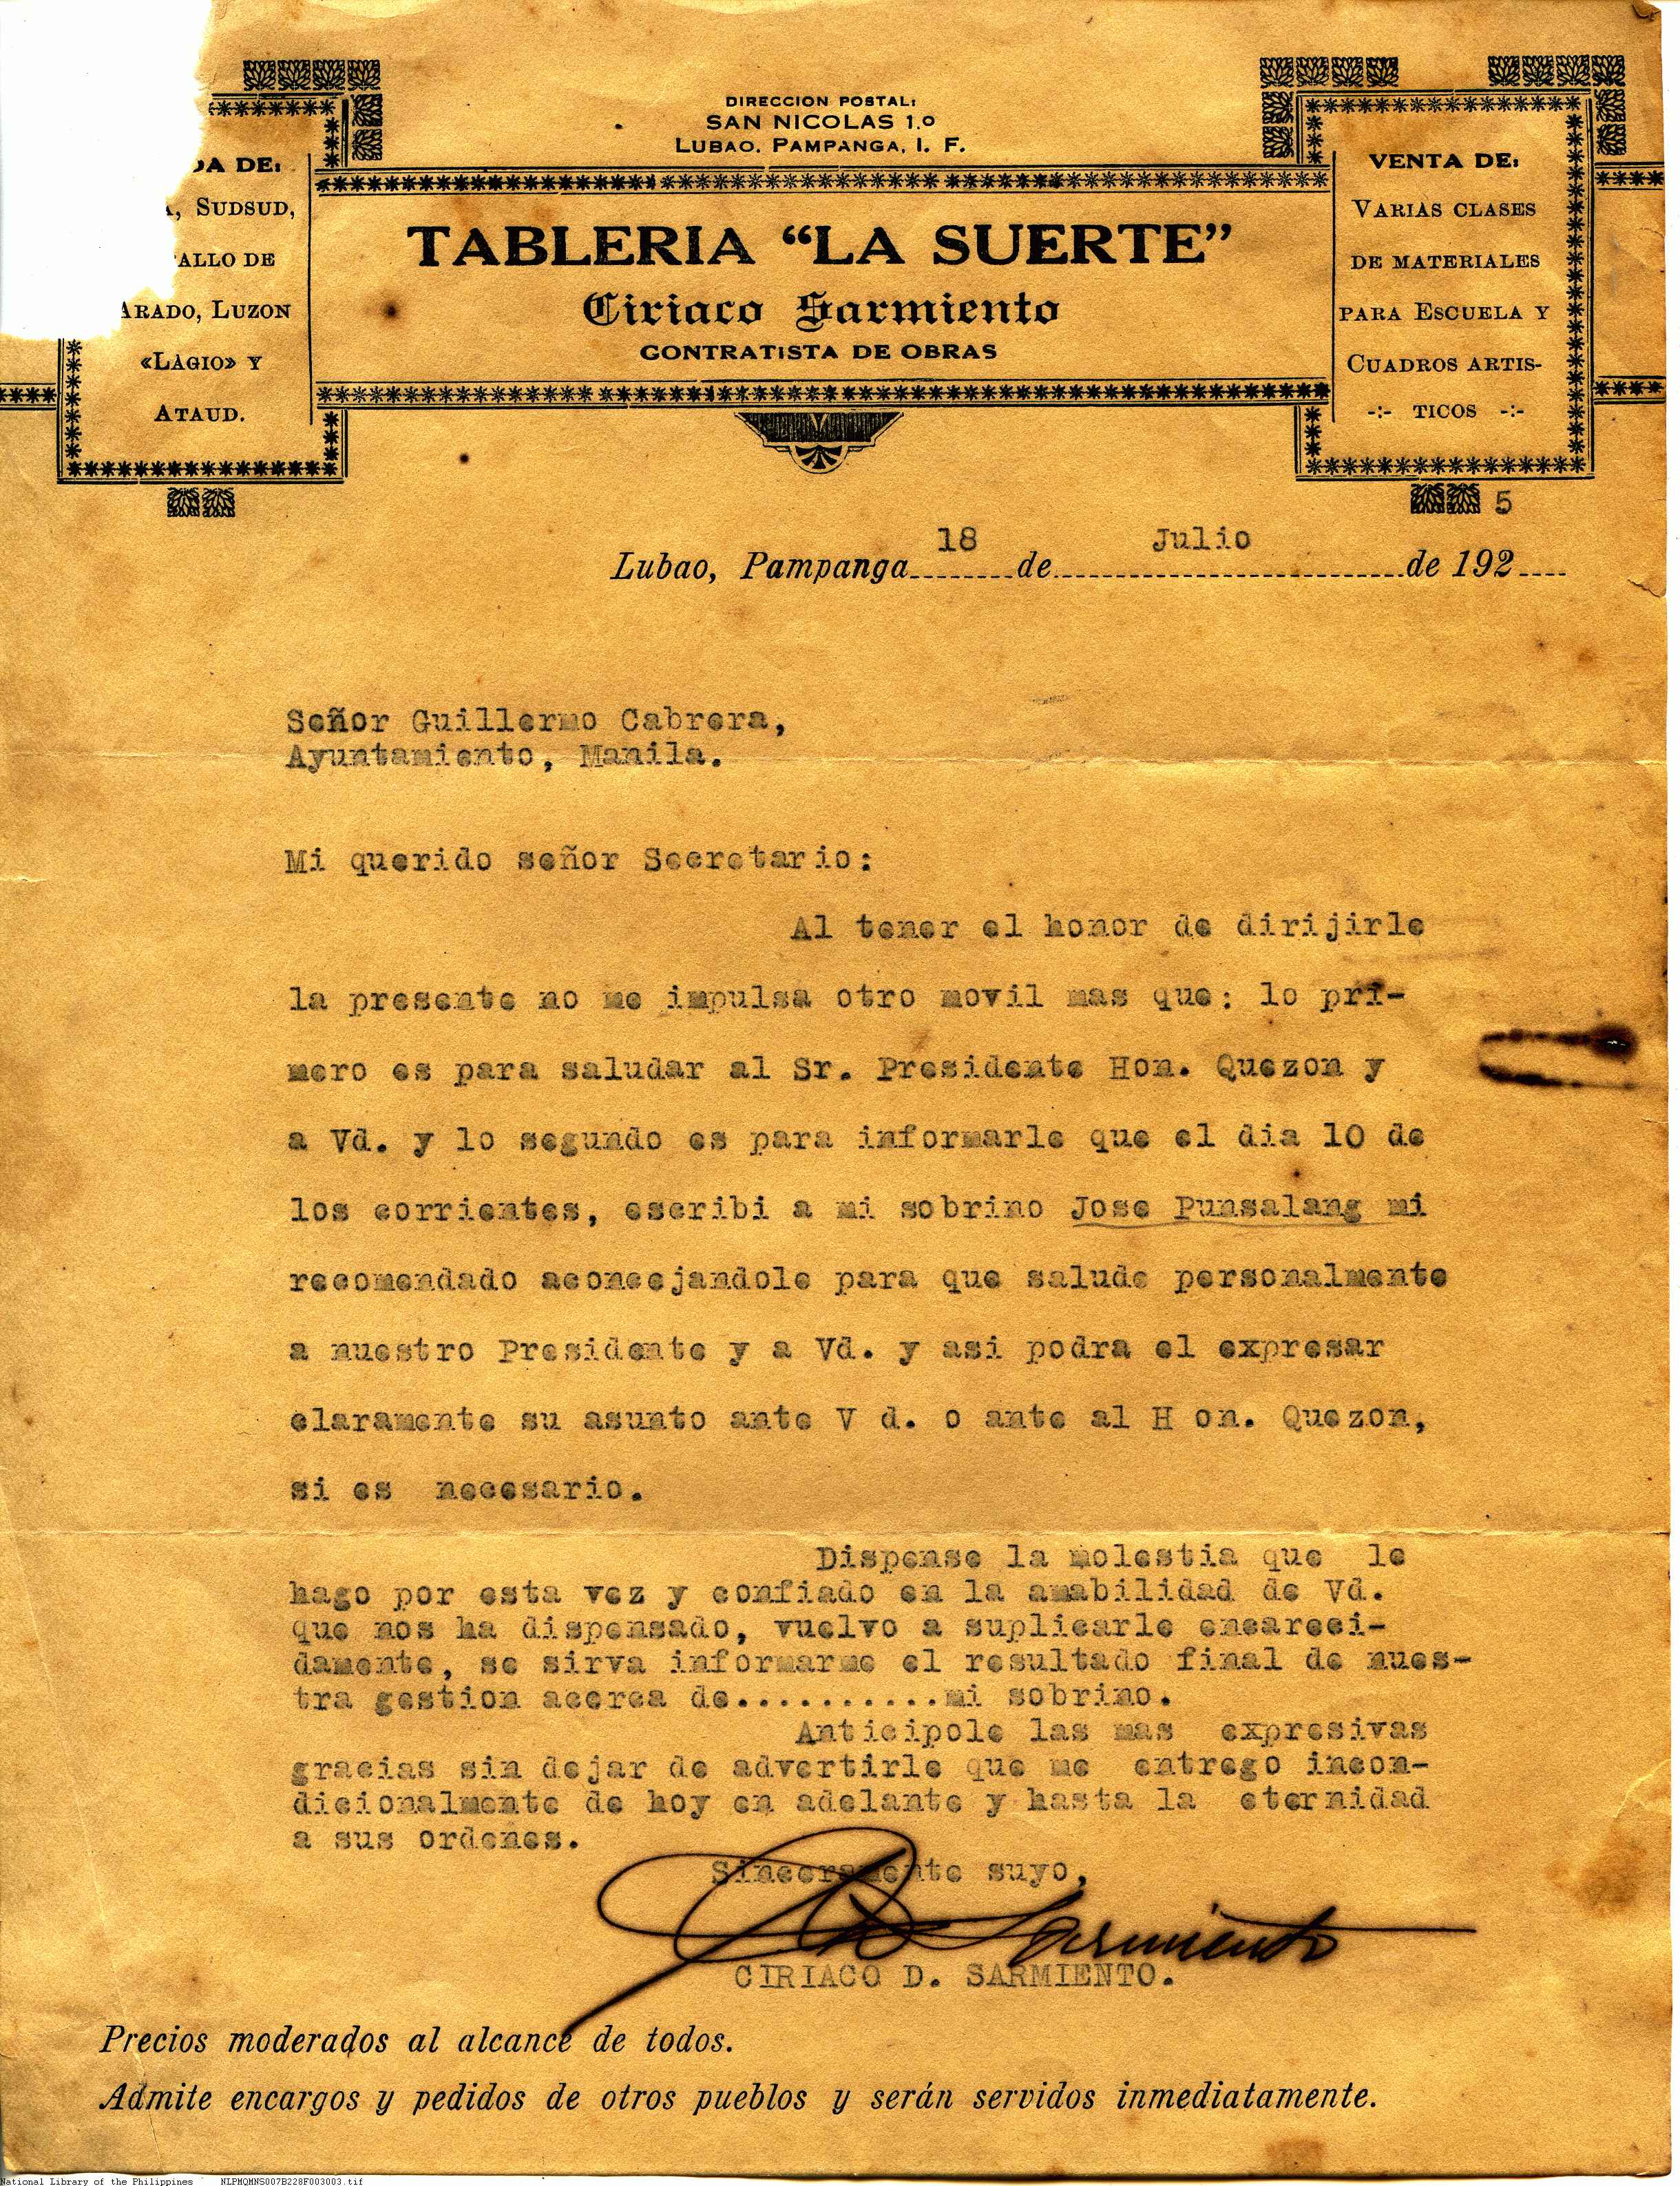 DIRECCION POSTAL:
SAN NICOLAS 1.º
LUBAO. PAMPANGA, I. F.
DE:
SUDSUD,
DE
ARADO, LUZON
«LAGIO» Y
ATAUD.
TABLERIA “LA SUERTE”
Ciriaco Sarmiento
CONTRATISTA DE OBRAS
VENTA DE:
VARIAS CLASES
DE MATERIALES
PARA ESCUELA Y
CUADROS ARTIS-
-:- TICOS -:-
Lubao, Pampanga 18 de Julio de 192 5
Señor Guillermo Cabrera,
Ayuntamiento, Manila.
Mi querido señor Secretario:
Al tener el honor de dirijirle
la presente no me impulsa otro movil mas que: lo pri-
mero es para saludar al Sr. Presidente Hon. Quezon y
a Vd. y lo segundo es para informarle que el dia 10 de
los corrientes, escribi a mi sobrino Jose Punsalang mi
recomendado aconcejandole para que salude personalmente
a nuestro Presidente y a Vd. y asi podra el expresar
claramente su asunto ante V d. o ante al H on. Quezon,
si es necesario.
Dispense la molestia que le
hago por esta vez y confiado en la amabilidad de Vd.
que nos ha dispensado, vuelvo a suplicarle encareci-
damente, se sirva informarme el resultado final de nues-
tra gestion acerca de..........mi sobrino.
Anticipole las mas expresivas
gracias sin dejar de advertirle que me entrego incon-
dicionalmente de hoy en adelante y hasta la eternidad
a sus ordenes.
Sinceramente suyo,
Sarmiento
CIRIACO D. SARMIENTO.
Precios moderados al alcance de todos.
Admite encargos y pedidos de otros pueblos y serán servidos inmediatamente.
National Library of the Philippines NLPMQMNS007B228F003003.tif